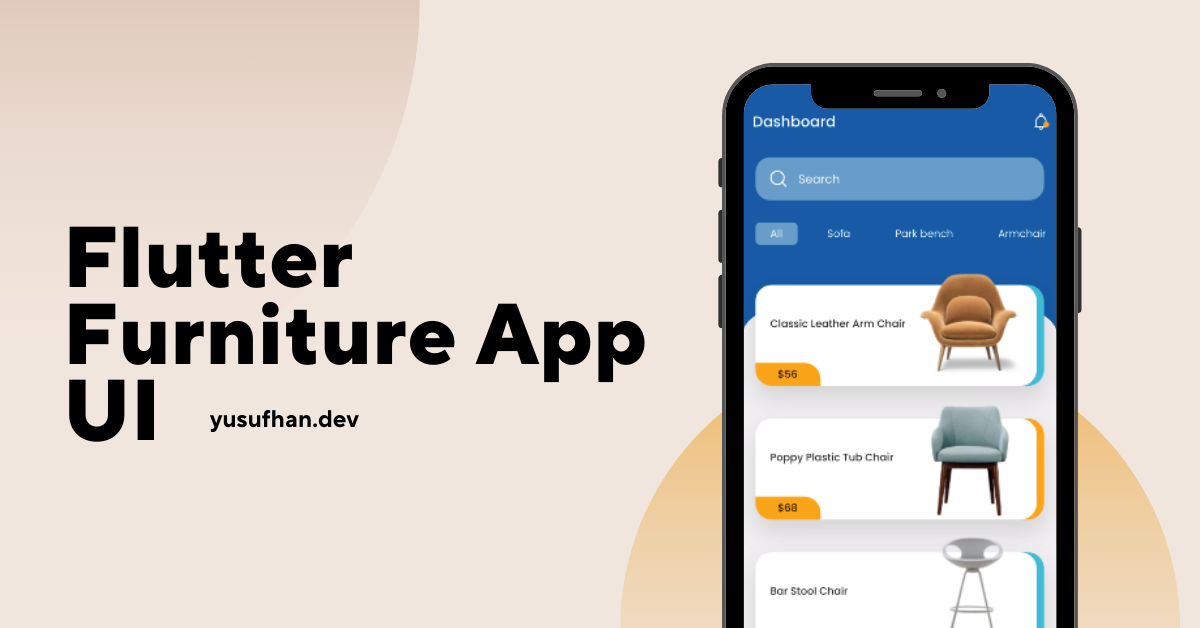 Flutter
Furniture App
UI
yusufhan.dev
Dashboard
Search
All
Sofa
Park bench
Armchair
Classic Leather Arm Chair
$56
Poppy Plastic Tub Chair
$68
Bar Stool Chair